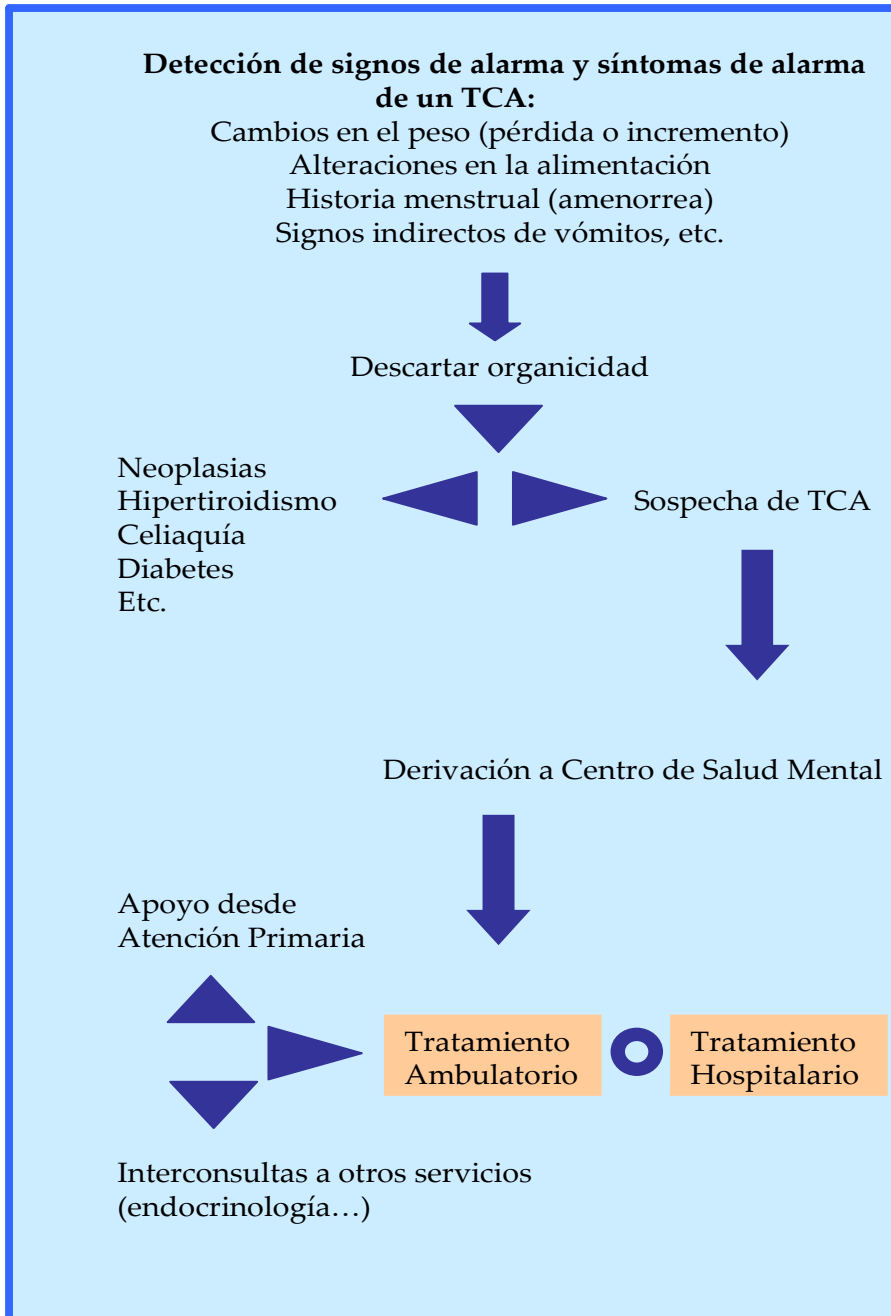 Detección de signos de alarma y síntomas de alarma
de un TCA:
Cambios en el peso (pérdida o incremento)
Alteraciones en la alimentación
Historia menstrual (amenorrea)
Signos indirectos de vómitos, etc.
Descartar organicidad
Neoplasias
Hipertiroidismo
Celiaquía
Diabetes
Etc.
Sospecha de TCA
Derivación a Centro de Salud Mental
Apoyo desde
Atención Primaria
Tratamiento
Ambulatorio
Tratamiento
Hospitalario
Interconsultas a otros servicios
(endocrinología…)